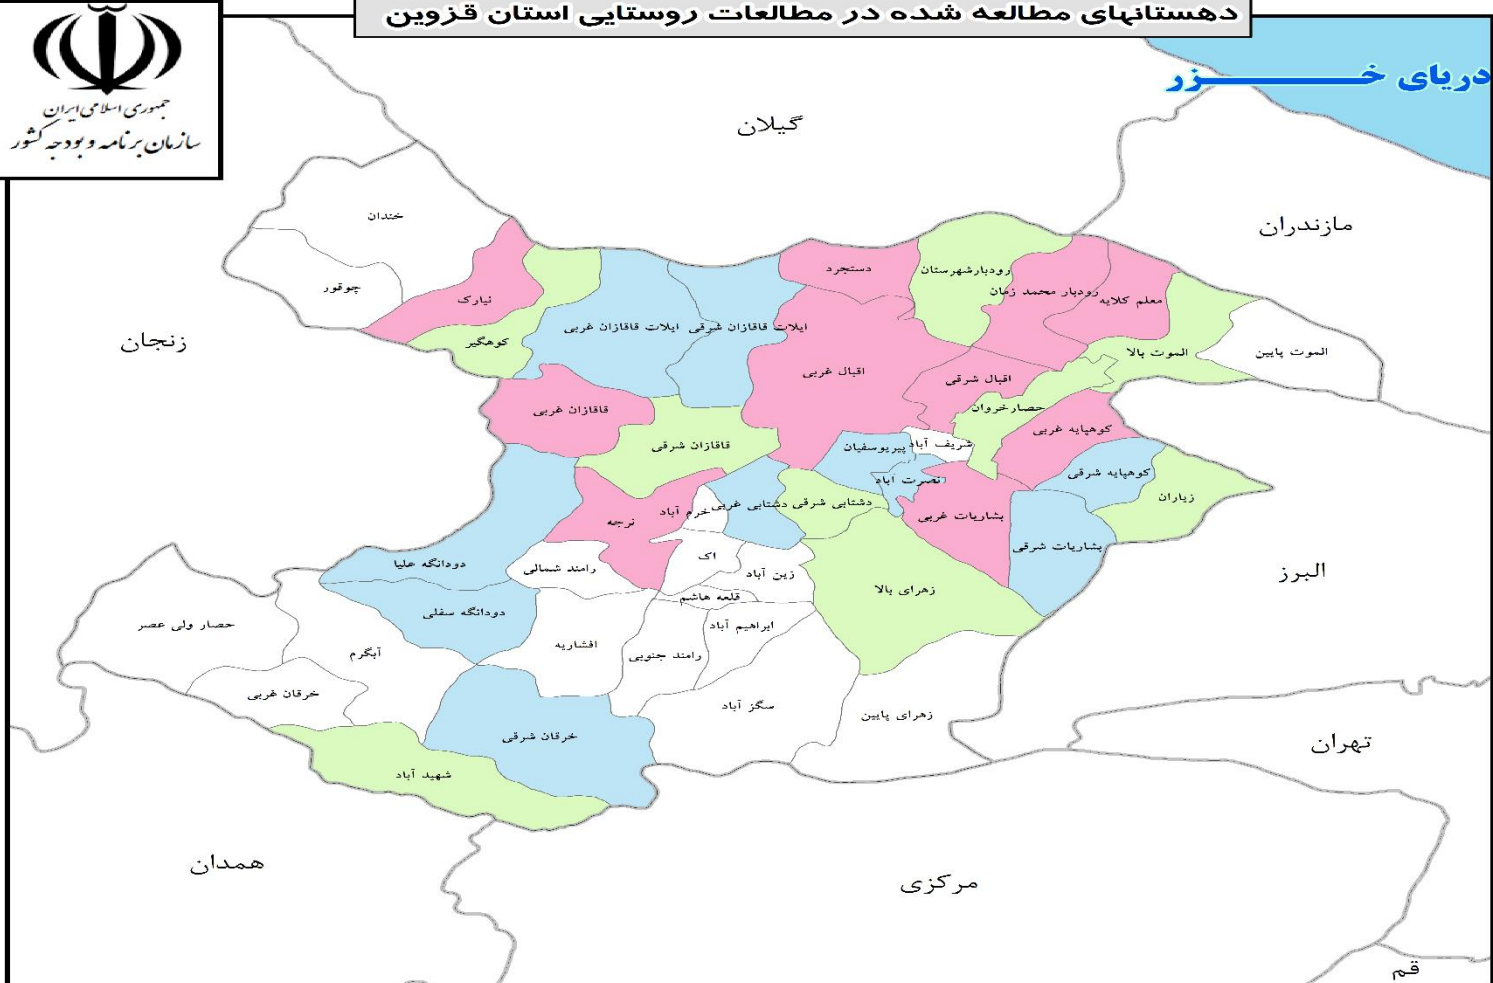 دهستانهای مطالعه شده در مطالعات روستایی استان قزوین
جمهوری اسلامی ایران
سازمان برنامه و بودجه کشور
دریای خزر
گیلان
مازندران
زنجان
البرز
تهران
همدان
مرکزی
قم
خندان
چوقور
نیارک
کوهگیر
ایلات قاقازان غربی
ایلات قاقازان شرقی
دستجرد
رودبارشهرستان
رودبار محمد زمان
معلم کلایه
الموت بالا
الموت پایین
اقبال غربی
اقبال شرقی
حصارخروان
کوهپایه غربی
قاقازان غربی
قاقازان شرقی
پیریوسفیان
شریف آباد
کوهپایه شرقی
زیاران
نصرت آباد
نرجه
خرم آباد
دشتابی غربی
دشتابی شرقی
بشاریات غربی
بشاریات شرقی
دودانگه علیا
رامند شمالی
اک
زین آباد
زهرای بالا
دودانگه سفلی
قلعه هاشم
حصار ولی عصر
آبگرم
افشاریه
رامند جنوبی
ابراهیم آباد
خرقان غربی
سگز آباد
زهرای پایین
خرقان شرقی
شهید آباد